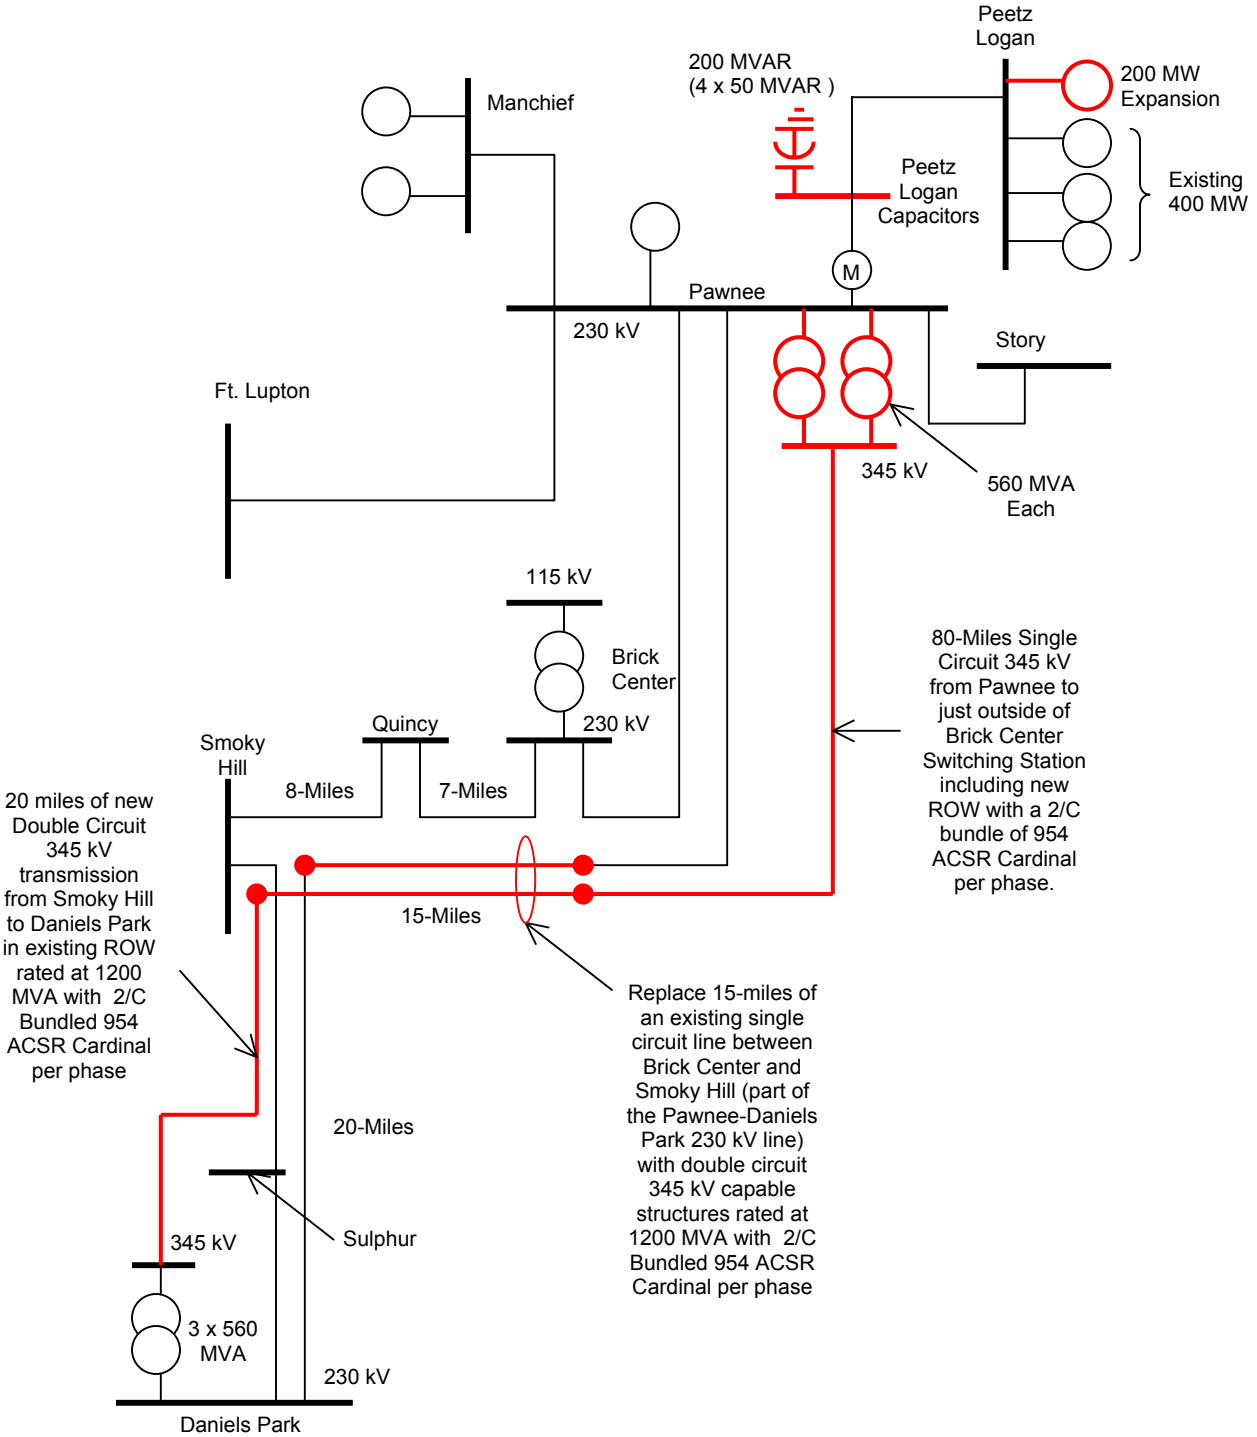 Peetz
Logan
200 MVAR
(4 x 50 MVAR )
200 MW
Expansion
Manchief
Peetz
Logan
Capacitors
Existing
400 MW
M
Pawnee
230 kV
Story
Ft. Lupton
345 kV
560 MVA
Each
115 kV
Brick
Center
230 kV
Quincy
Smoky
Hill
8-Miles
7-Miles
80-Miles Single
Circuit 345 kV
from Pawnee to
just outside of
Brick Center
Switching Station
including new
ROW with a 2/C
bundle of 954
ACSR Cardinal
per phase.
20 miles of new
Double Circuit
345 kV
transmission
from Smoky Hill
to Daniels Park
in existing ROW
rated at 1200
MVA with  2/C
Bundled 954
ACSR Cardinal
per phase
15-Miles
Replace 15-miles of
an existing single
circuit line between
Brick Center and
Smoky Hill (part of
the Pawnee-Daniels
Park 230 kV line)
with double circuit
345 kV capable
structures rated at
1200 MVA with  2/C
Bundled 954 ACSR
Cardinal per phase
20-Miles
Sulphur
345 kV
3 x 560
MVA
230 kV
Daniels Park